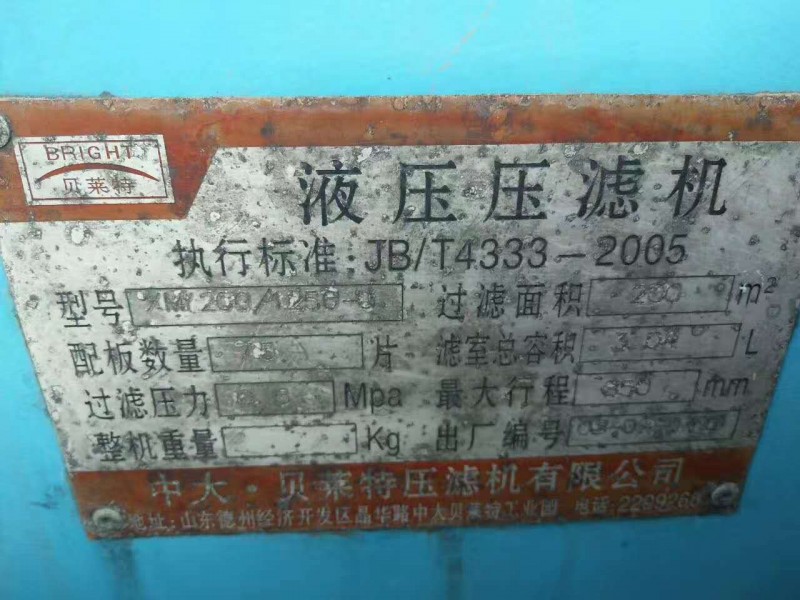 BRIGHT
贝莱特
液压压滤机
执行标准:JB/T4333-2005
型号 过滤面积 200 m²
配板数量 片 滤室总容积 L
过滤压力 Mpa 最大行程 mm
整机重量 Kg 出厂编号
中大·贝莱特压滤机有限公司
地址:山东德州经济开发区晶华路中大贝莱特工业园 电话: